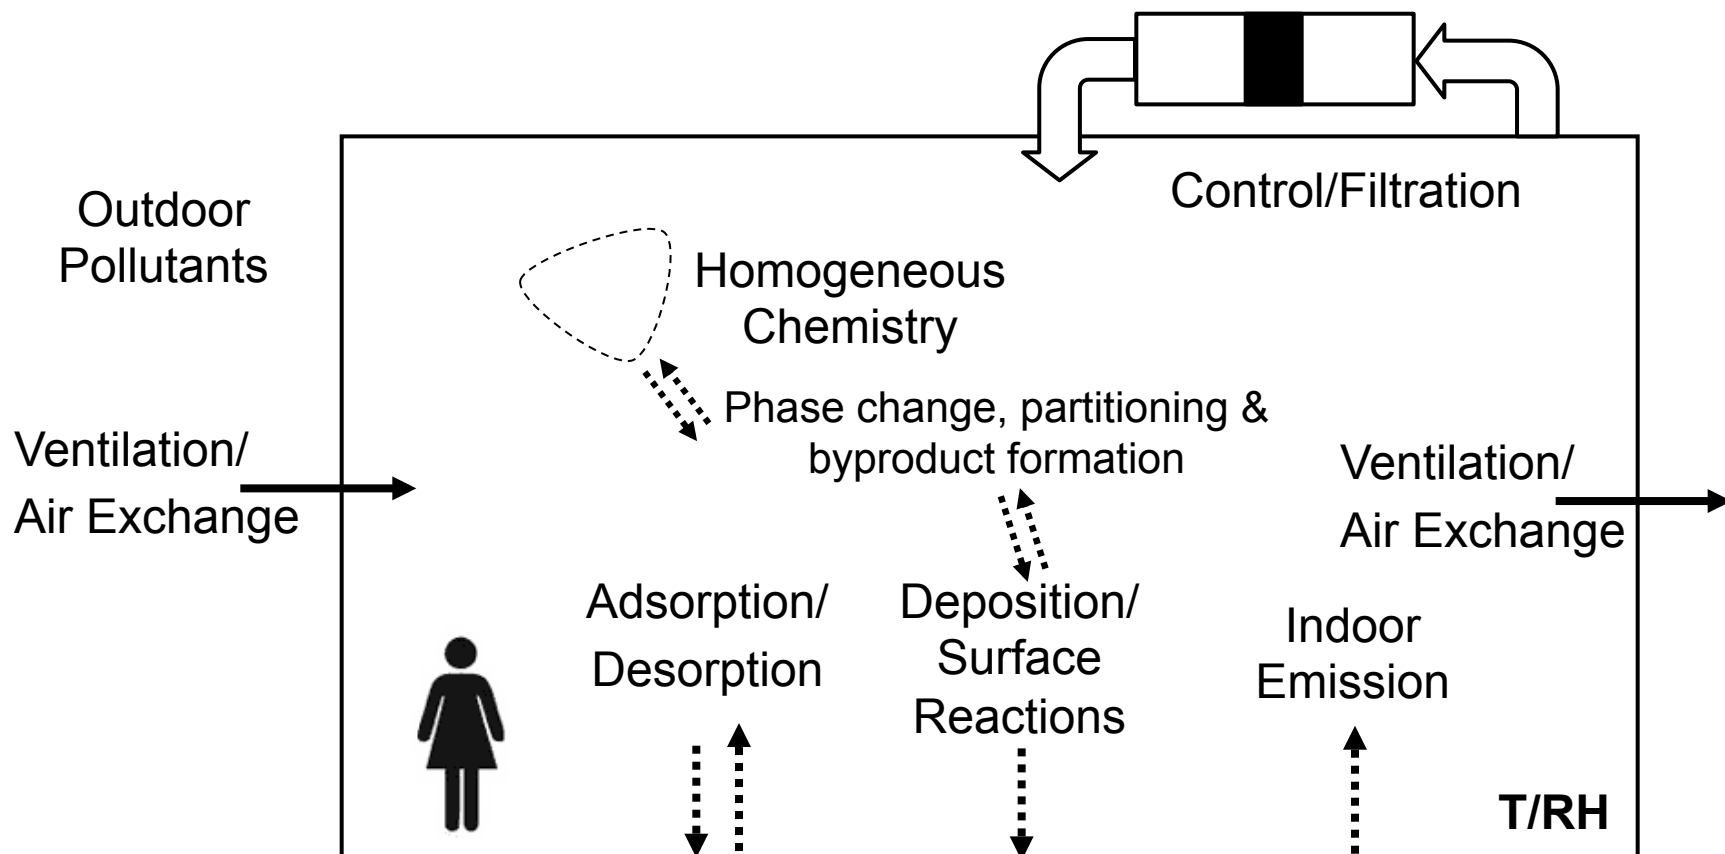 Control/Filtration
Outdoor
Pollutants
Homogeneous
Chemistry
Phase change, partitioning &
byproduct formation
Ventilation/
Air Exchange
Ventilation/
Air Exchange
Adsorption/
Desorption
Deposition/
Surface
Reactions
Indoor
Emission
T/RH